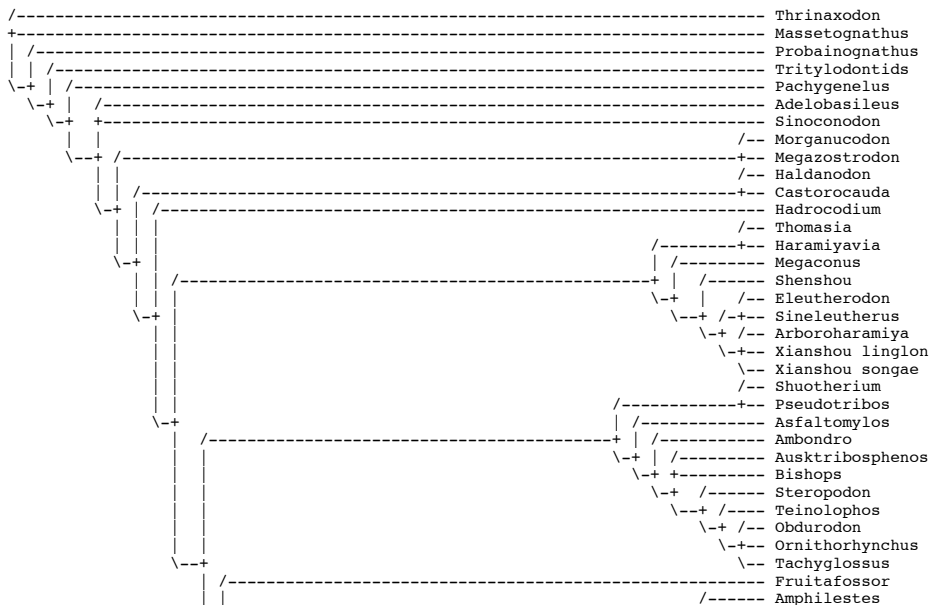 Thrinaxodon
Massetognathus
Probainognathus
Tritylodontids
Pachygenelus
Adelobasileus
Sinoconodon
Morganucodon
Megazostrodon
Haldanodon
Castorocauda
Hadrocodium
Thomasia
Haramiyavia
Megaconus
Shenshou
Eleutherodon
Sineleutherus
Arboroharamiya
Xianshou linglon
Xianshou songae
Shuotherium
Pseudotribos
Asfaltomylos
Ambondro
Ausktribosphenos
Bishops
Steropodon
Teinolophos
Obdurodon
Ornithorhynchus
Tachyglossus
Fruitafossor
Amphilestes